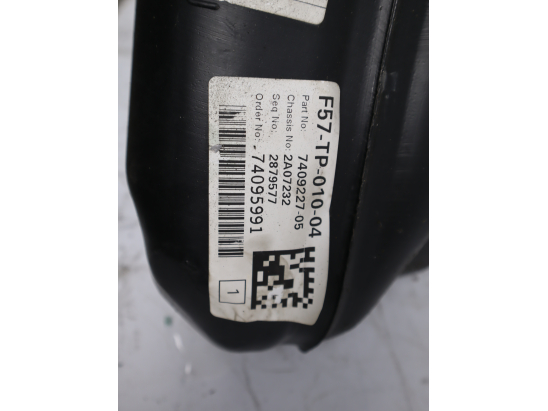 F57-TP-010-04
Part No: 7409227-05
Chassis No: 2A07232
Seq No: 2879577
Order No: 74095991
1